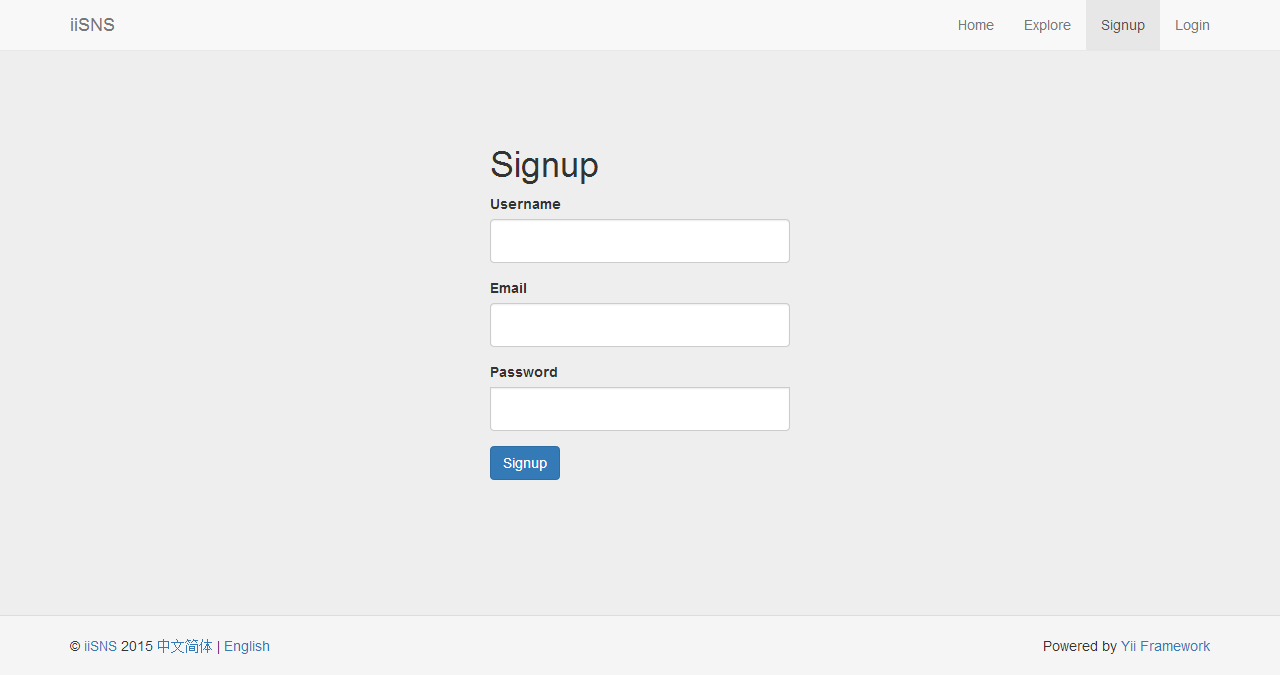 iiSNS Home Explore Signup Login
Signup
Username
Email
Password
Signup
© iiSNS 2015 中文简体 | English Powered by Yii Framework